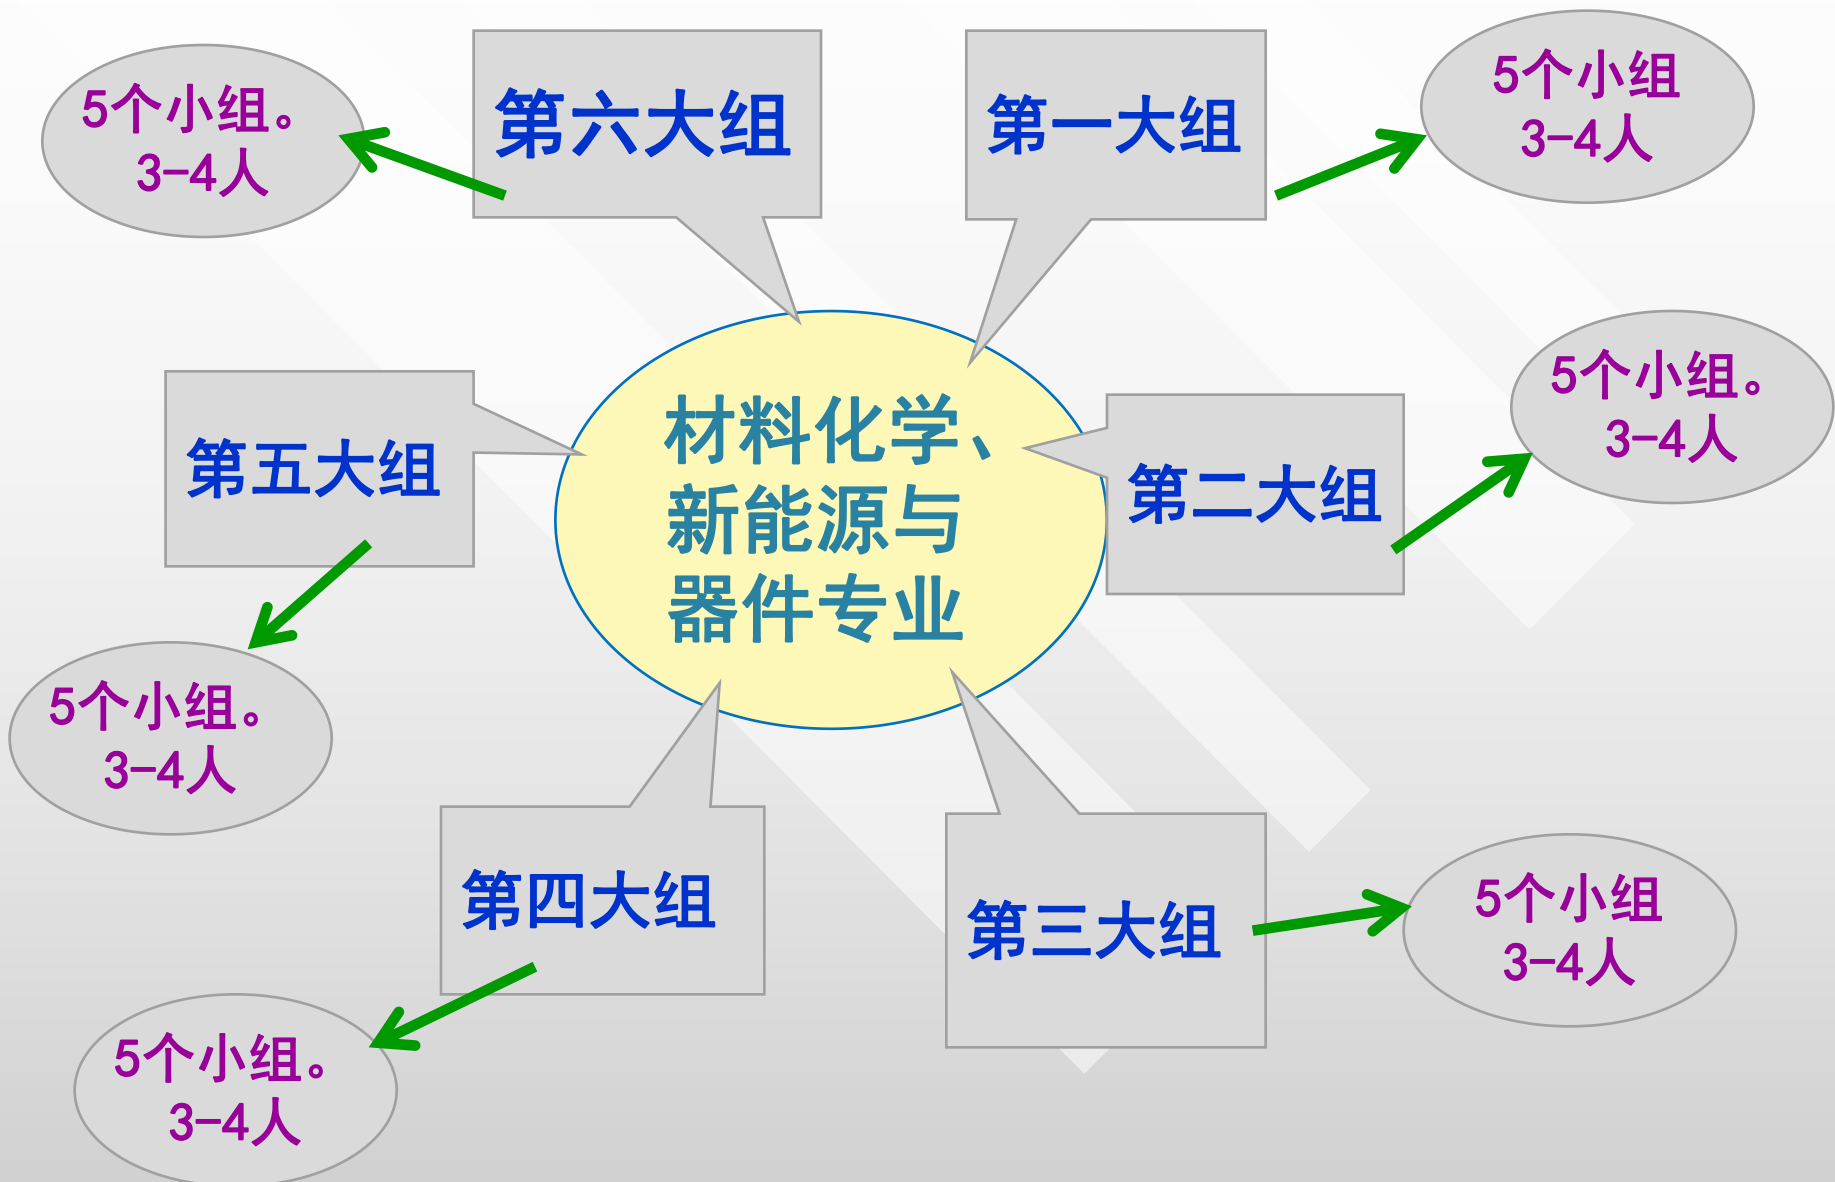 5个小组。
3-4人
第六大组
第一大组
5个小组
3-4人
材料化学、
新能源与
器件专业
第五大组
第二大组
5个小组。
3-4人
5个小组。
3-4人
第四大组
第三大组
5个小组
3-4人
5个小组。
3-4人